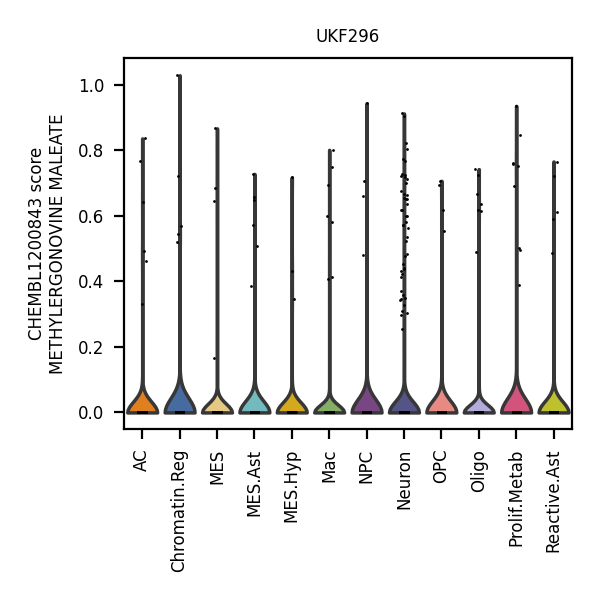 UKF296
CHEMBL1200843 score
METHYLERGONOVINE MALEATE
1.0
0.8
0.6
0.4
0.2
0.0
AC
Chromatin.Reg
MES
MES.Ast
MES.Hyp
Mac
NPC
Neuron
OPC
Oligo
Prolif.Metab
Reactive.Ast